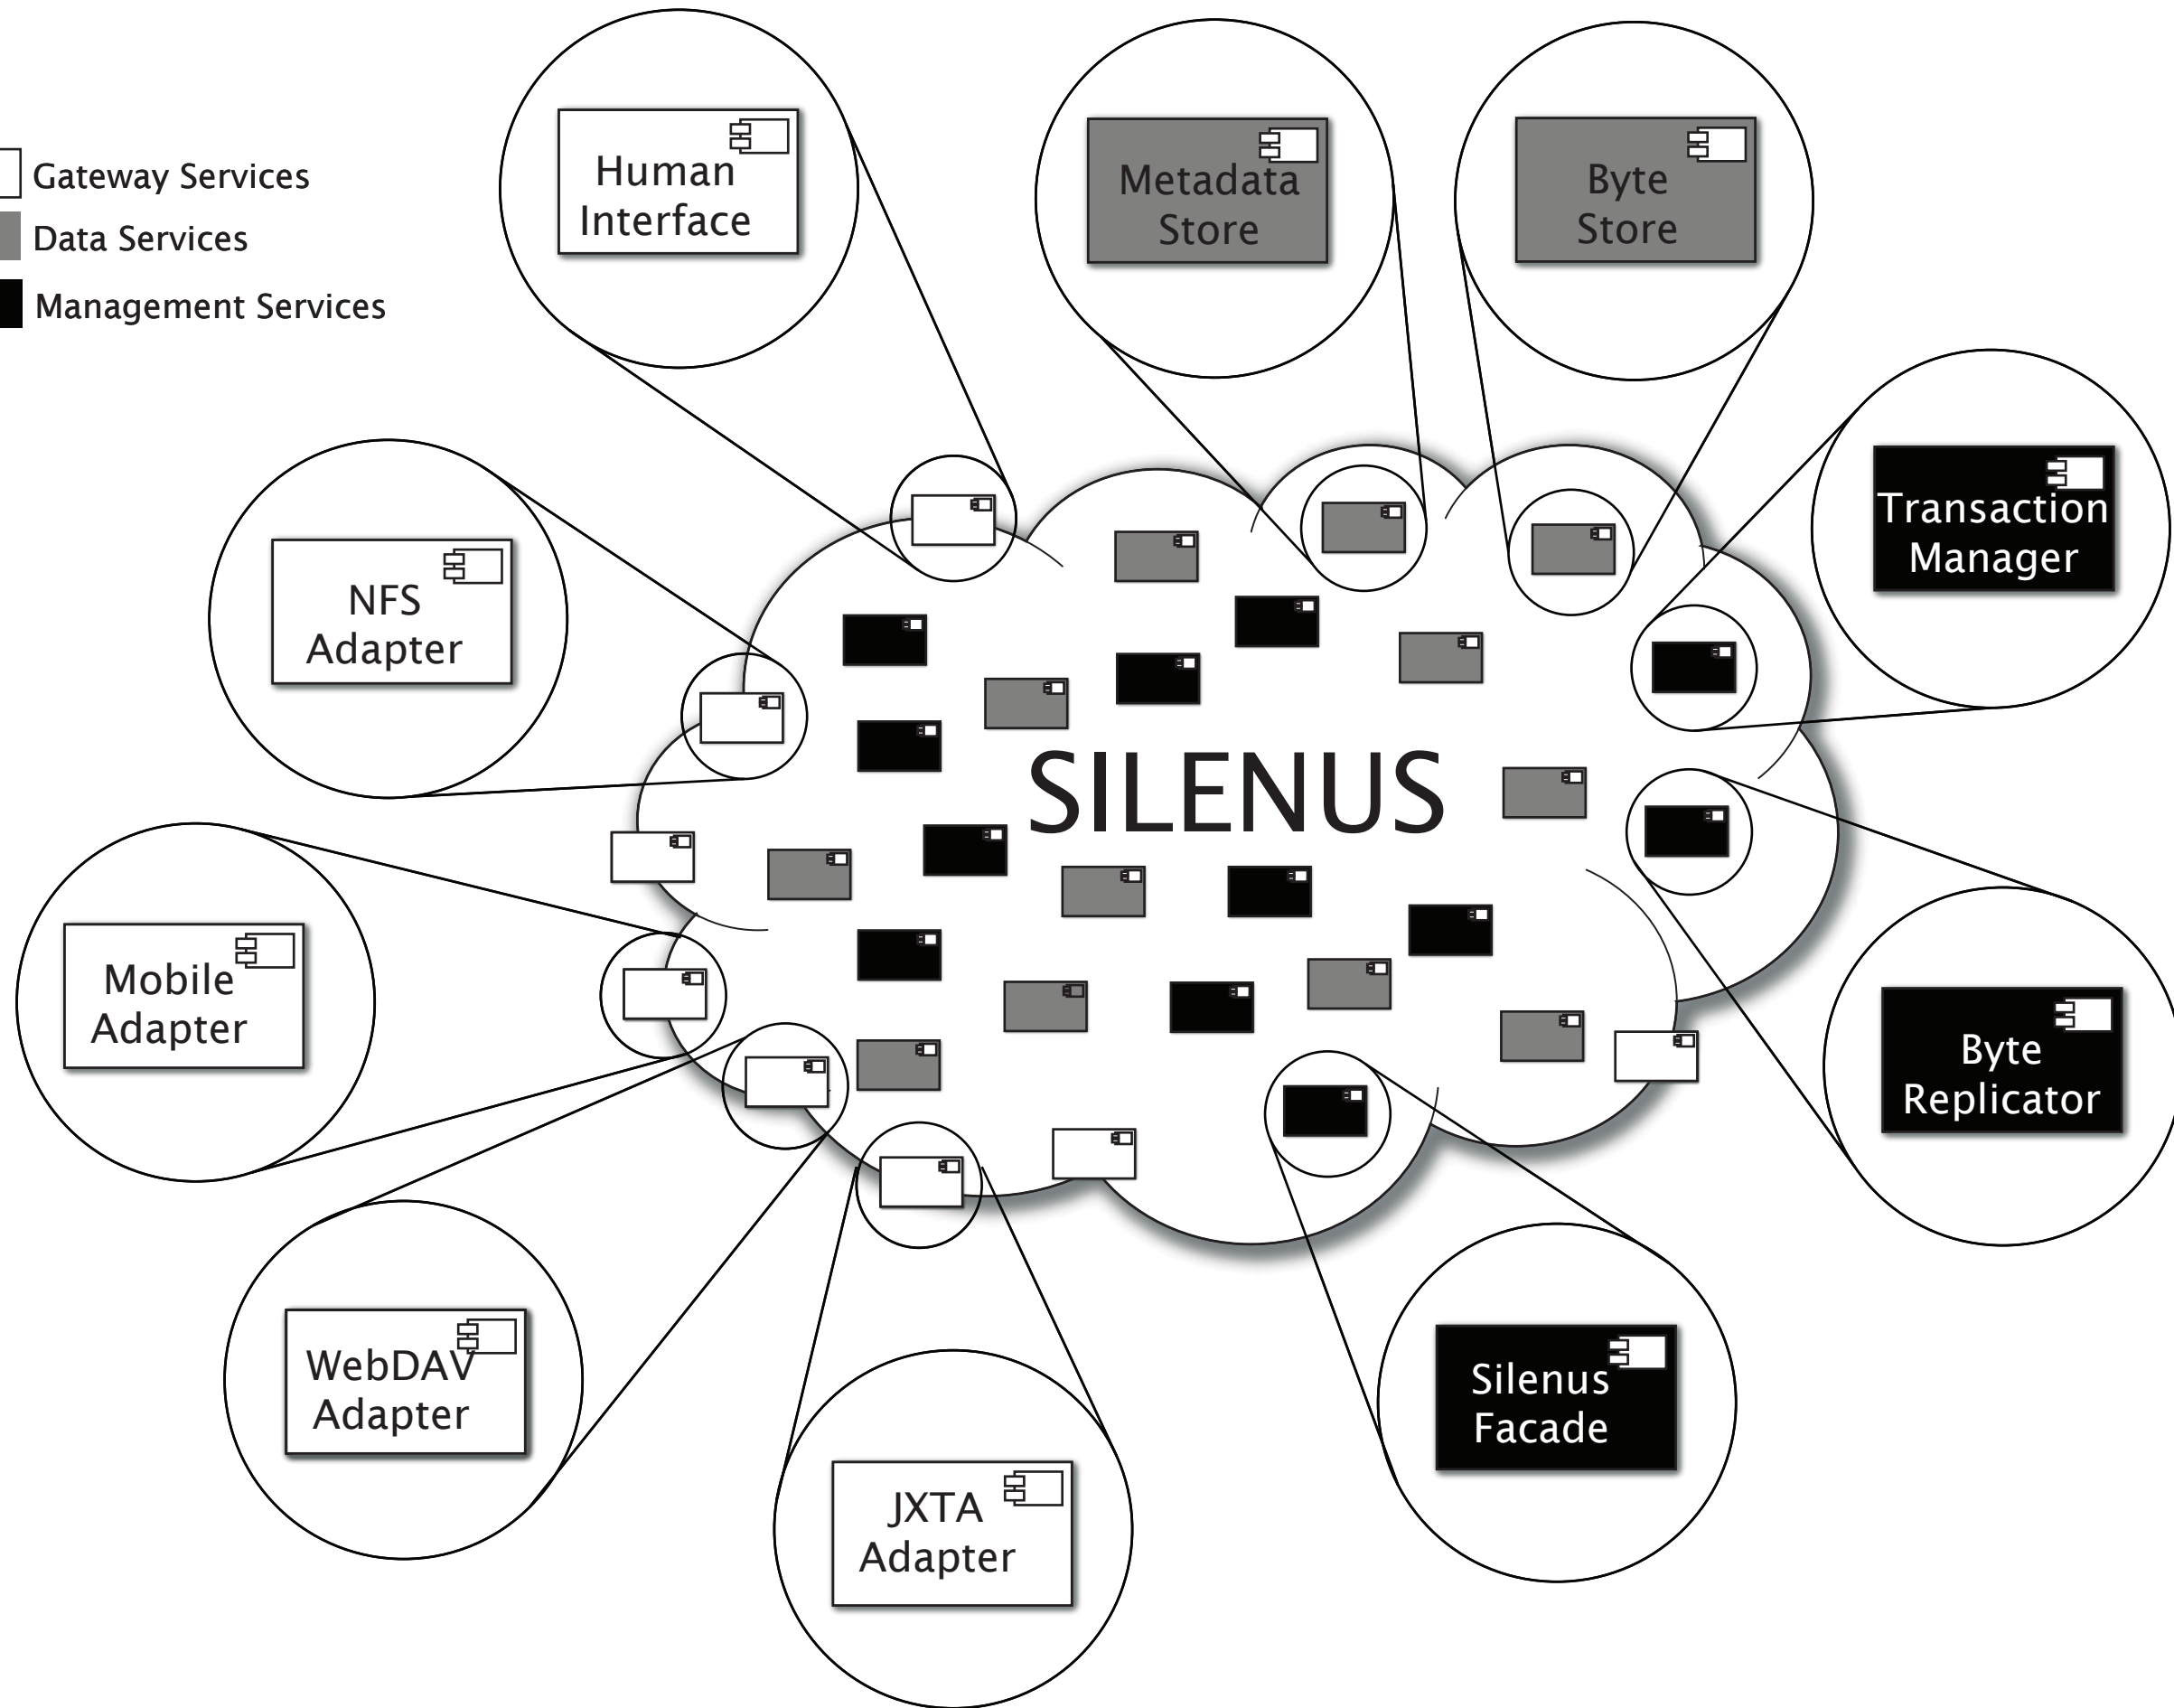 Gateway Services
Data Services
Management Services
Human
Interface
Metadata
Store
Byte
Store
Transaction
Manager
NFS
Adapter
SILENUS
Mobile
Adapter
Byte
Replicator
WebDAV
Adapter
Silenus
Facade
JXTA
Adapter